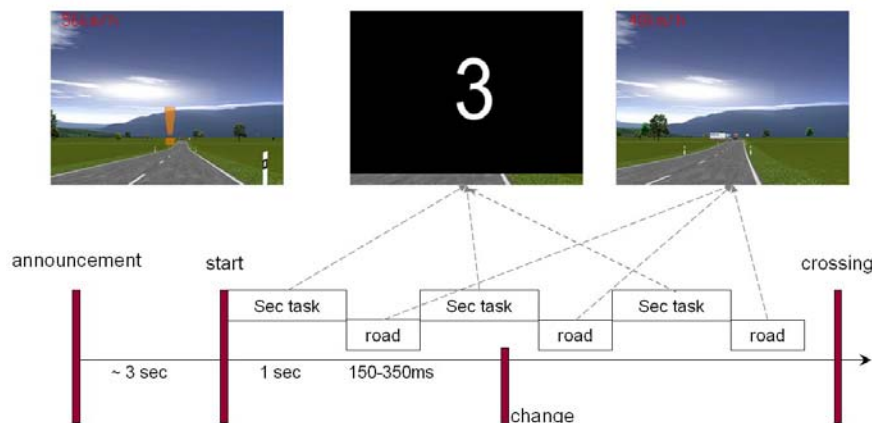 !
3
announcement
start
crossing
Sec task
Sec task
Sec task
road
road
road
~ 3 sec
1 sec
150-350ms
change